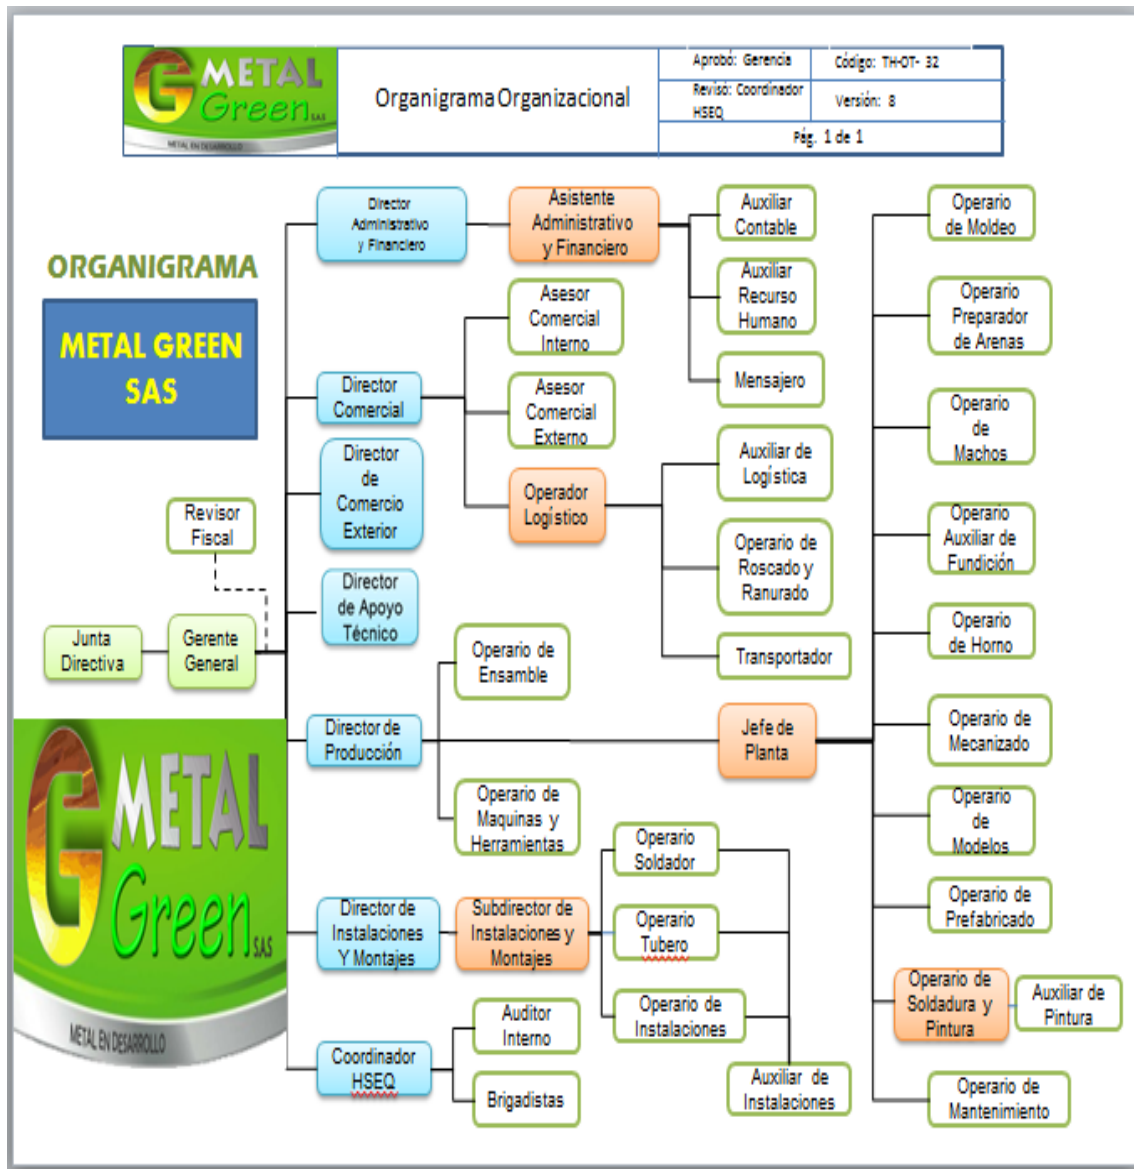 METAL
Green SAS
METAL EN DESARROLLO
Organigrama Organizacional
Aprobó: Gerencia
Código: TH-OT- 32
Revisó: Coordinador
HSEQ
Versión: 8
Pág. 1 de 1
ORGANIGRAMA
METAL GREEN
SAS
Junta
Directiva
Gerente
General
Revisor
Fiscal
Director
Administrativo
y Financiero
Asistente
Administrativo
y Financiero
Auxiliar
Contable
Auxiliar
Recurso
Humano
Mensajero
Director
Comercial
Asesor
Comercial
Interno
Asesor
Comercial
Externo
Operador
Logístico
Auxiliar de
Logística
Operario de
Roscado y
Ranurado
Transportador
Director
de
Comercio
Exterior
Director
de Apoyo
Técnico
Director de
Producción
Operario de
Ensamble
Operario de
Maquinas y
Herramientas
Jefe de
Planta
Operario
de Moldeo
Operario
Preparador
de Arenas
Operario
de
Machos
Operario
Auxiliar de
Fundición
Operario
de Horno
Operario de
Mecanizado
Operario
de
Modelos
Operario de
Prefabricado
Operario de
Soldadura y
Pintura
Auxiliar de
Pintura
Operario de
Mantenimiento
Director de
Instalaciones
Y Montajes
Subdirector de
Instalaciones y
Montajes
Operario
Soldador
Operario
Tubero
Operario de
Instalaciones
Auxiliar de
Instalaciones
Coordinador
HSEQ
Auditor
Interno
Brigadistas
METAL
Green SAS
METAL EN DESARROLLO